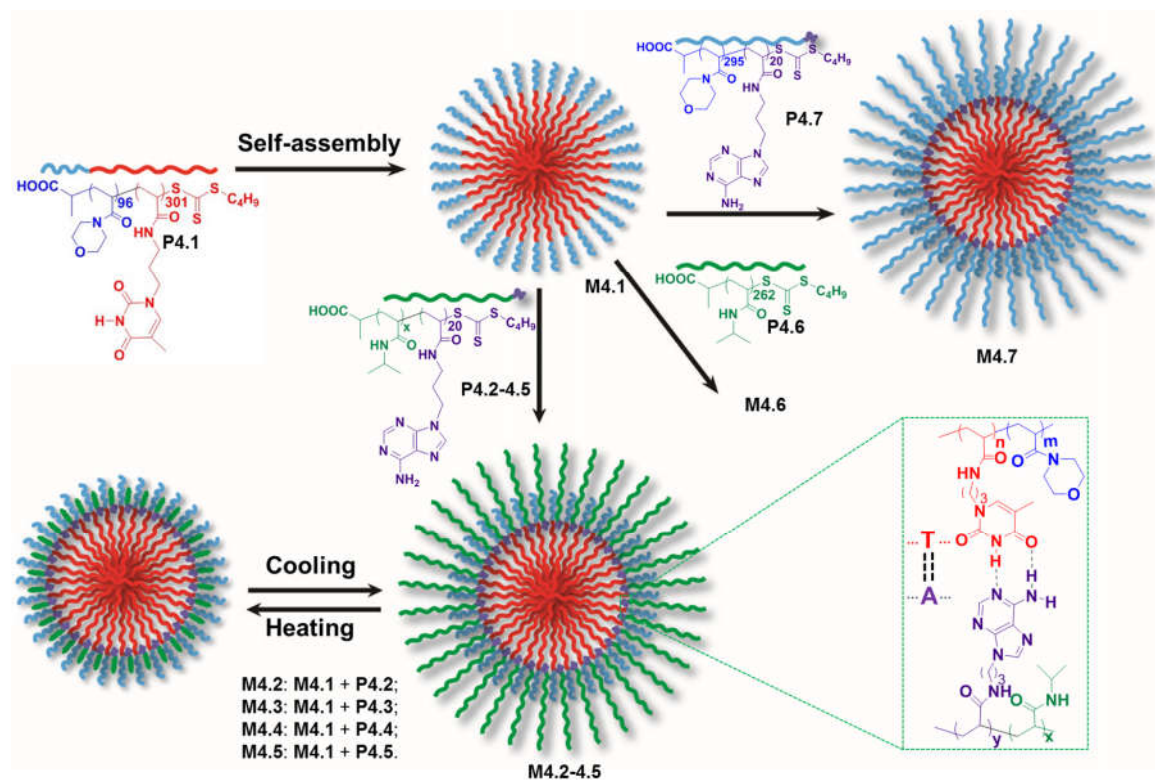 HOOC
96
O
N
O
301
O
HN
S
S
S
C4H9
P4.1
O
N
H-N
O
Self-assembly
M4.1
HOOC
295
O
N
O
20
O
HN
S
S
S
C4H9
P4.7
N
N
N
N
NH2
M4.7
HOOC
262
O
HN
S
S
S
C4H9
P4.6
M4.6
HOOC
x
O
HN
20
O
HN
S
S
S
C4H9
P4.2-4.5
N
N
N
N
NH2
Cooling
Heating
M4.2: M4.1 + P4.2;
M4.3: M4.1 + P4.3;
M4.4: M4.1 + P4.4;
M4.5: M4.1 + P4.5.
M4.2-4.5
n
m
O
HN
O
N
O
( )3
N
O
NH
O
...T...
...A...
H
N
N-H
N
N
N
( )3
O
NH
O
NH
y
x